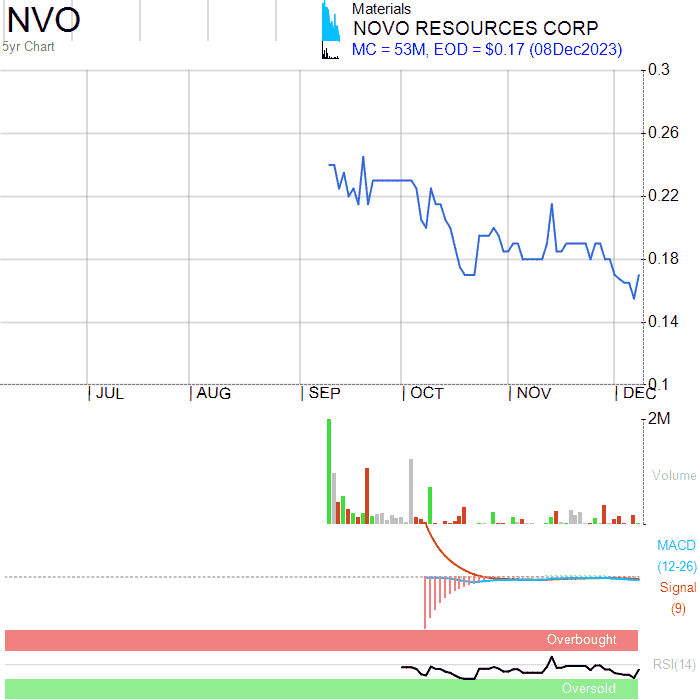 NVO
5yr Chart
Materials
NOVO RESOURCES CORP
MC = 53M, EOD = $0.17 (08Dec2023)
0.3
0.26
0.22
0.18
0.14
0.1
JUL AUG SEP OCT NOV DEC
2M
Volume
MACD
(12-26)
Signal
(9)
Overbought
RSI(14)
Oversold